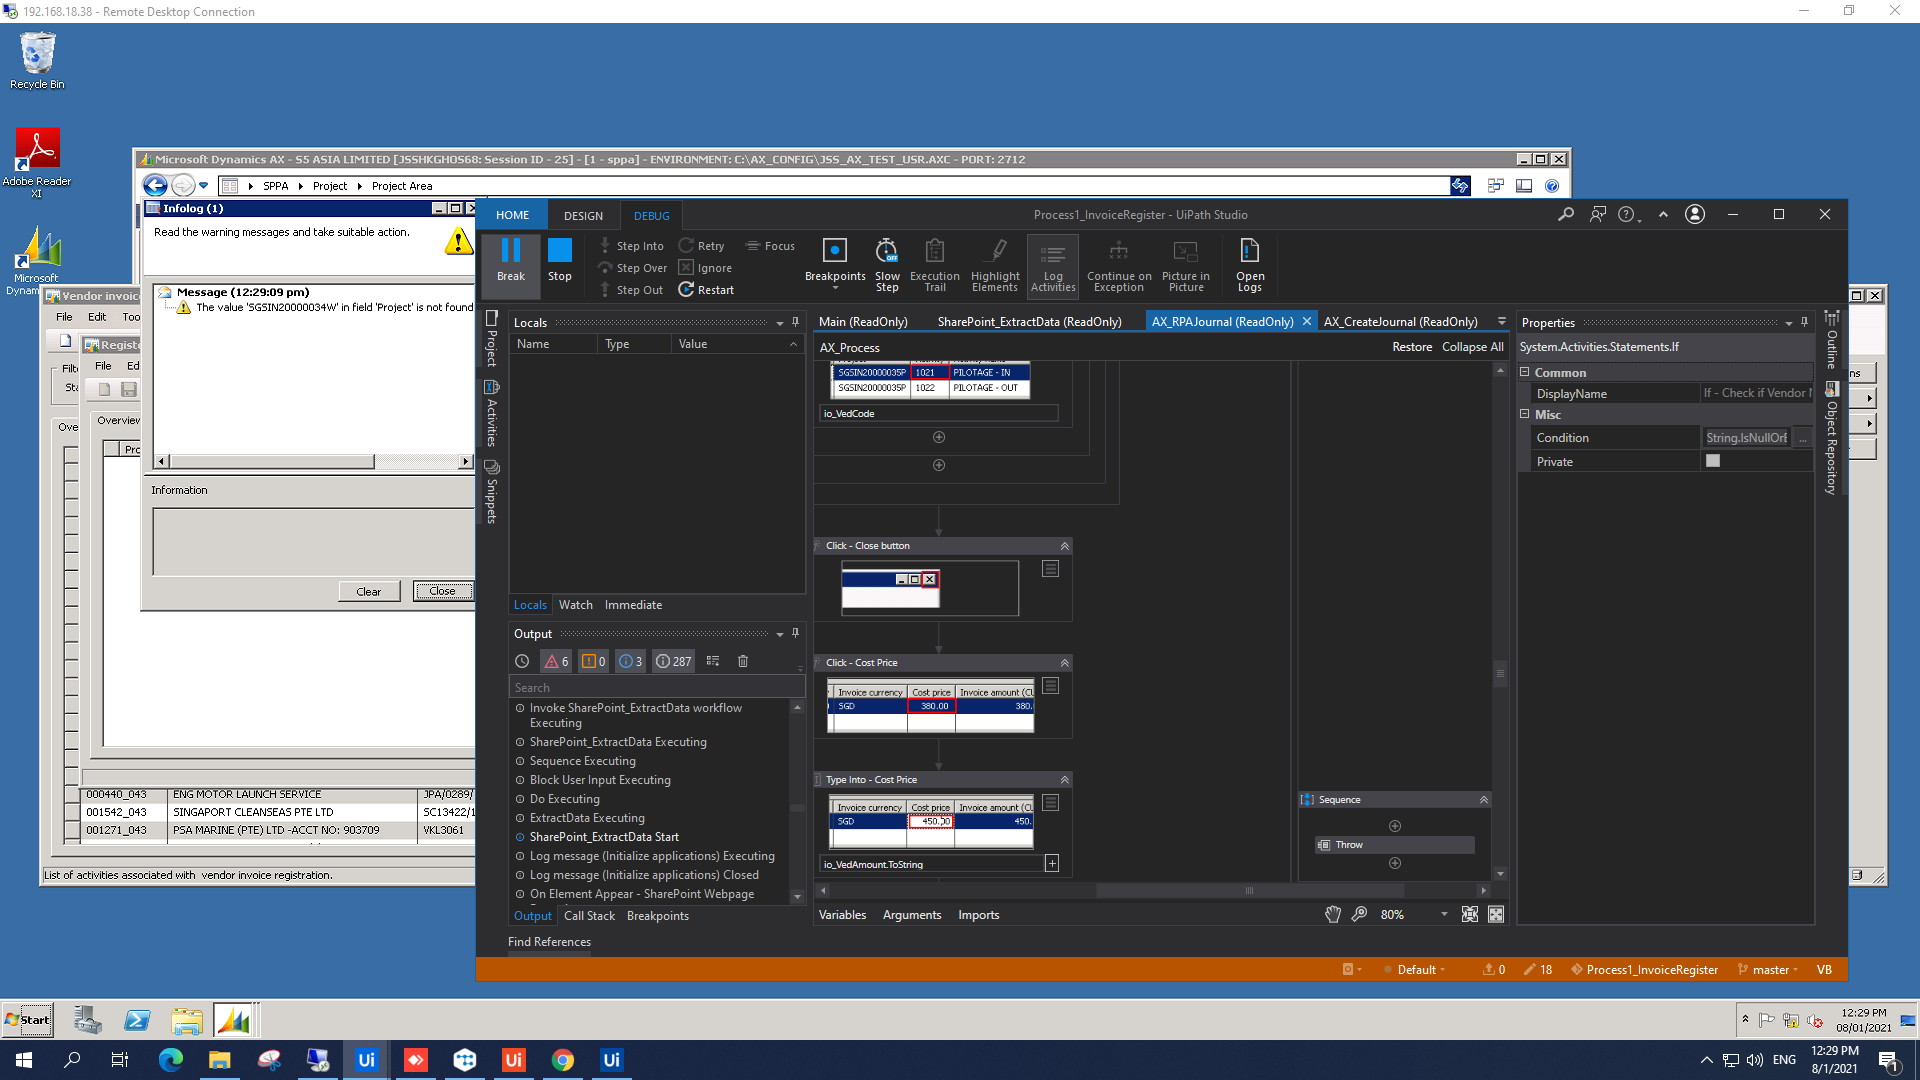 192.168.18.38 - Remote Desktop Connection
Recycle Bin
Adobe Reader
XI
Microsoft
Dynam
Microsoft Dynamics AX - S5 ASIA LIMITED [JSSHKGHOS68: Session ID - 25] - [1 - sppa] - ENVIRONMENT: C:\AX_CONFIG\JSS_AX_TEST_USR.AXC - PORT: 2712
SPPA
Project
Project Area
Infolog (1)
Read the warning messages and take suitable action.
Message (12:29:09 pm)
The value 'SGSIN20000034W' in field 'Project' is not found
Information
Clear
Close
Vendor invoic
File
Edit
Too
Registe
File
Ed
Filte
Sta
Overview
Ove
Pro
000440_043
ENG MOTOR LAUNCH SERVICE
JPA/0289/
001542_043
SINGAPORT CLEANSEAS PTE LTD
SC13422/1
001271_043
PSA MARINE (PTE) LTD -ACCT NO: 903709
VKL3061
List of activities associated with vendor invoice registration.
HOME
DESIGN
DEBUG
Process1_InvoiceRegister - UiPath Studio
Break
Stop
Step Into
Step Over
Step Out
Retry
Ignore
Restart
Focus
Breakpoints
Slow
Step
OFF
Execution
Trail
Highlight
Elements
Log
Activities
Continue on
Exception
Picture in
Picture
Open
Logs
Project
Activities
Snippets
Locals
Name
Type
Value
Locals
Watch
Immediate
Output
6
0
3
287
Search
Invoke SharePoint_ExtractData workflow
Executing
SharePoint_ExtractData Executing
Sequence Executing
Block User Input Executing
Do Executing
ExtractData Executing
SharePoint_ExtractData Start
Log message (Initialize applications) Executing
Log message (Initialize applications) Closed
On Element Appear - SharePoint Webpage
Output
Call Stack
Breakpoints
Find References
Main (ReadOnly)
SharePoint_ExtractData (ReadOnly)
AX_RPAJournal (ReadOnly)
AX_CreateJournal (ReadOnly)
AX_Process
Restore
Collapse All
SGSIN20000035P
1021
PILOTAGE - IN
SGSIN20000035P
1022
PILOTAGE - OUT
io_VedCode
Click - Close button
Click - Cost Price
Invoice currency
Cost price
Invoice amount (CU
SGD
380.00
380.
Type Into - Cost Price
Invoice currency
Cost price
Invoice amount (CU
SGD
450.00
450.
io_VedAmount.ToString
Sequence
Throw
Variables
Arguments
Imports
80%
Properties
System.Activities.Statements.If
Common
DisplayName
If - Check if Vendor N
Misc
Condition
String.IsNullOrE
...
Private
Outline
Object Repository
ns
Default
0
18
Process1_InvoiceRegister
master
VB
Start
12:29 PM
08/01/2021
Ui
Ui
Ui
ENG
12:29 PM
8/1/2021
1